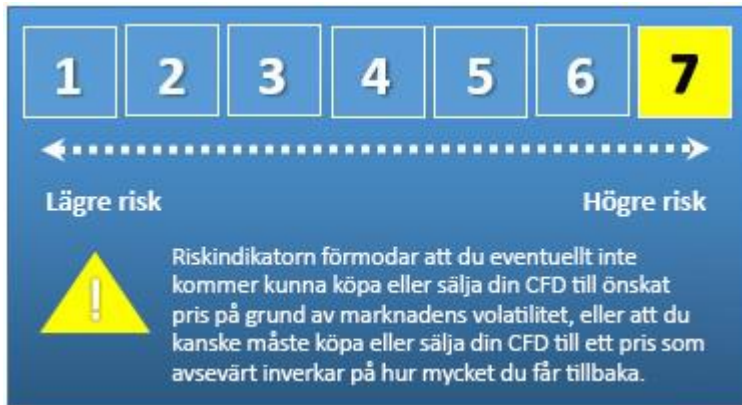 1 2 3 4 5 6 7
Lägre risk Högre risk
!
Riskindikatorn förmodar att du eventuellt inte
kommer kunna köpa eller sälja din CFD till önskat
pris på grund av marknadens volatilitet, eller att du
kanske måste köpa eller sälja din CFD till ett pris som
avsevärt inverkar på hur mycket du får tillbaka.